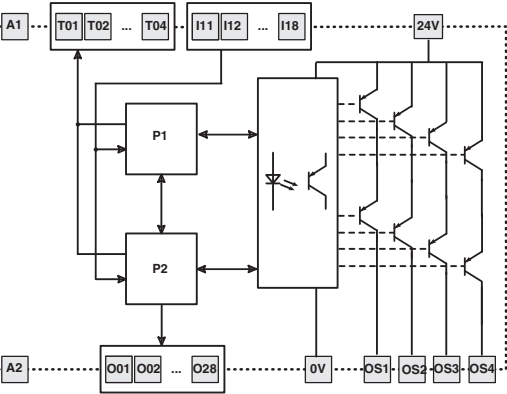 A1 T01 T02 ... T04 I11 I12 ... I18 24V
P1
P2
A2 O01 O02 ... O28 0V OS1 OS2 OS3 OS4